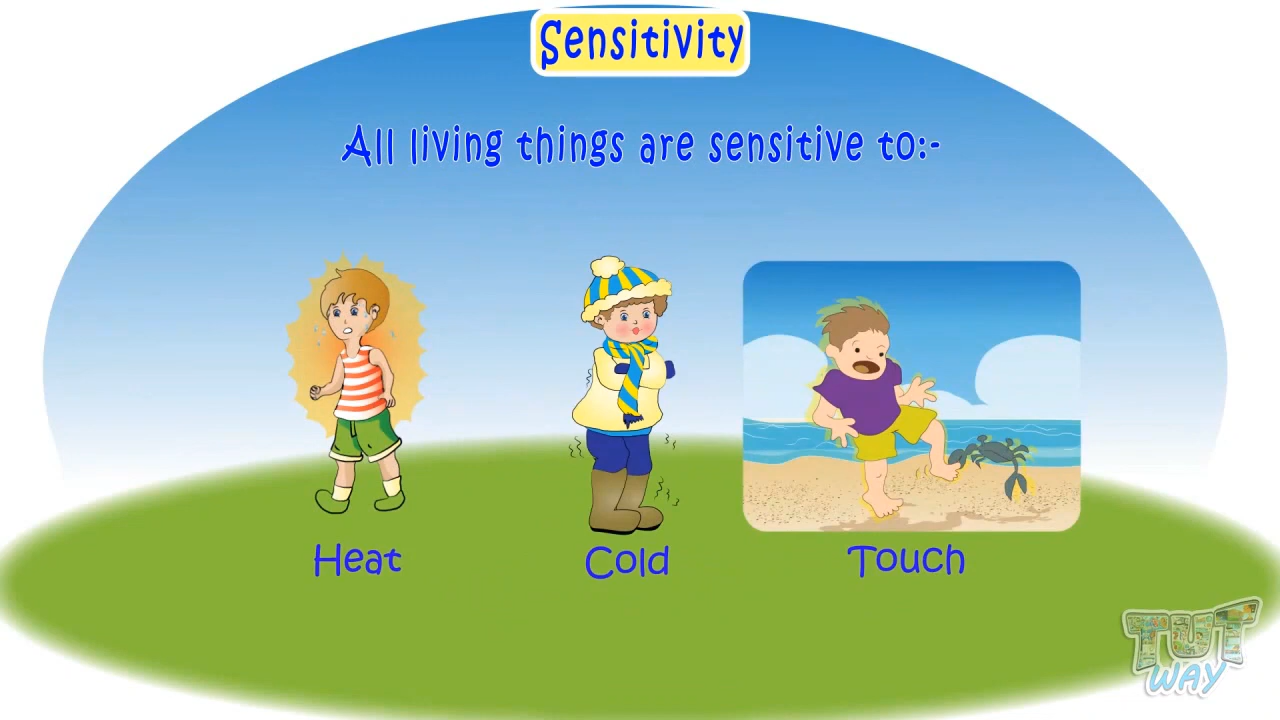 Sensitivity
All living things are sensitive to:-
Heat
Cold
Touch
TUT
WAY